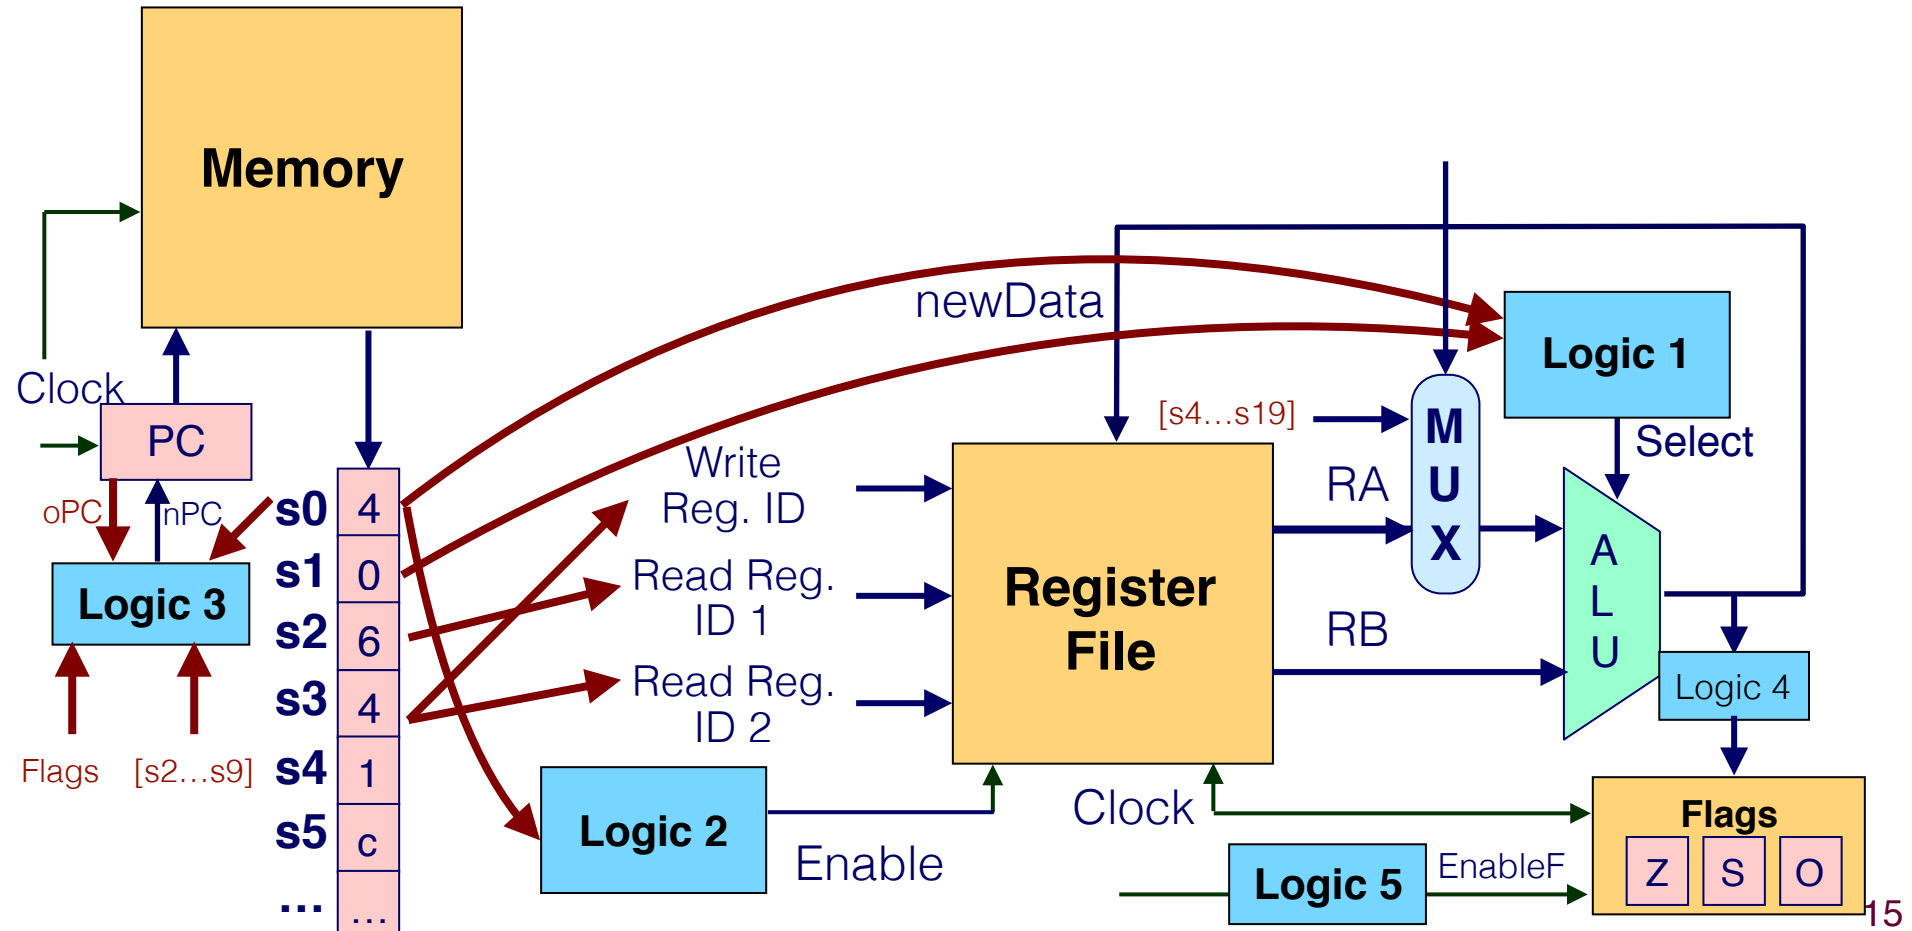 Memory
Clock
PC
oPC
nPC
Logic 3
Flags
[s2...s9]
s0 4
s1 0
s2 6
s3 4
s4 1
s5 c
... ...
newData
Write
Reg. ID
Read Reg.
ID 1
Read Reg.
ID 2
Logic 2
Enable
Register
File
Clock
[s4...s19]
RA
RB
M
U
X
Logic 1
Select
A
L
U
Logic 4
Flags
Z S O
Logic 5
EnableF
15